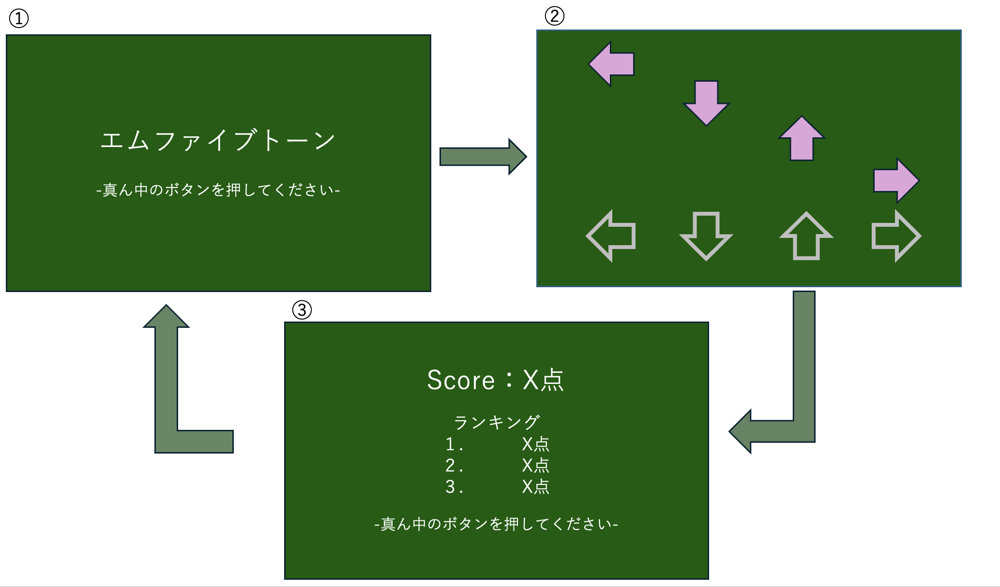 ①
エムファイブトーン
-真ん中のボタンを押してください-
②
③
Score：X点
ランキング
1. X点
2. X点
3. X点
-真ん中のボタンを押してください-